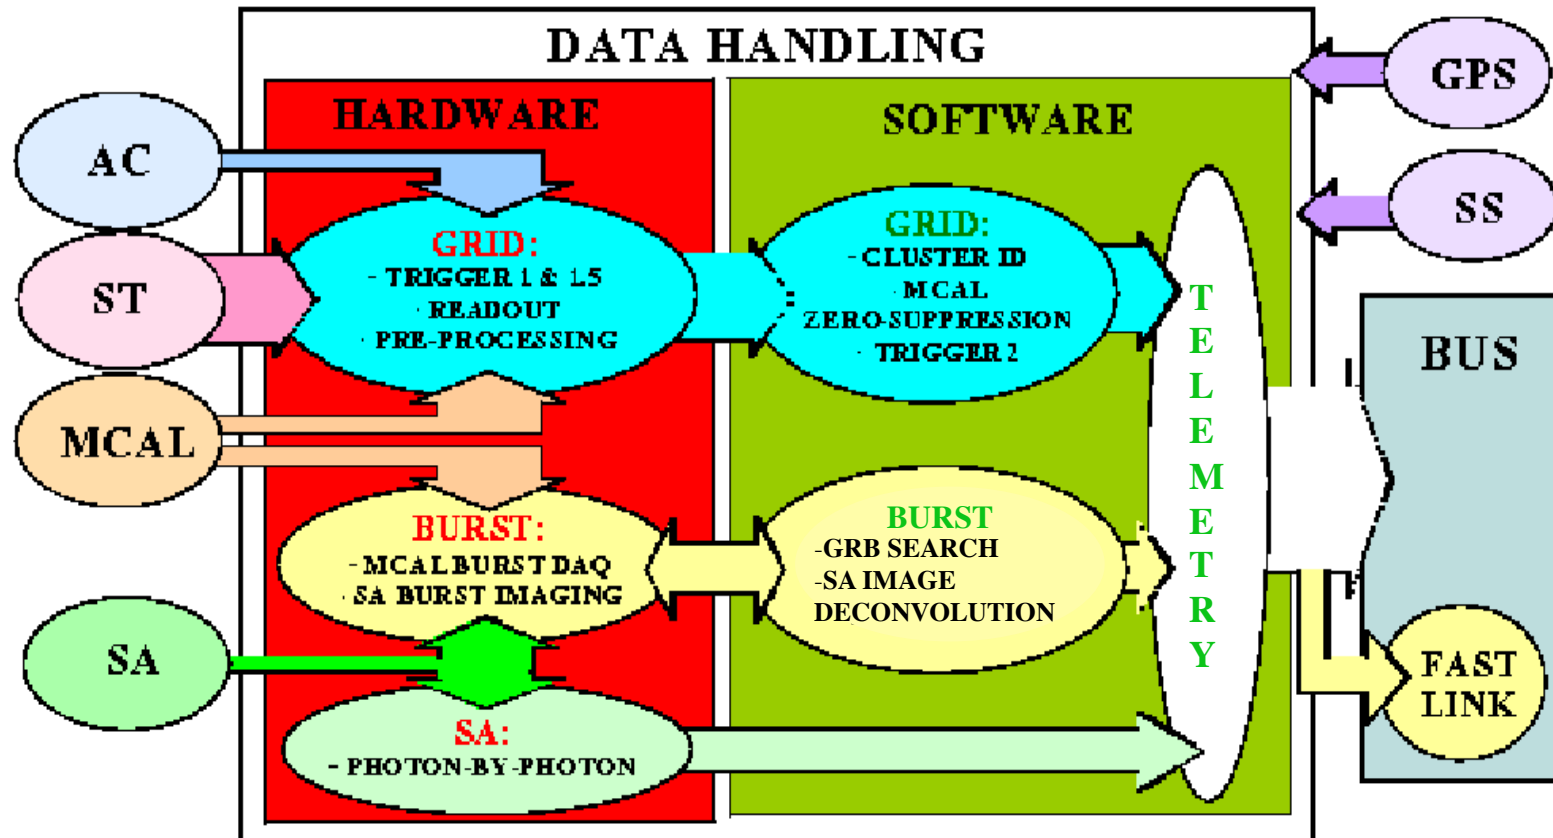 DATA HANDLING
HARDWARE
SOFTWARE
AC
ST
MCAL
SA
GRID:
- TRIGGER 1 & 1.5
· READOUT
· PRE-PROCESSING
BURST:
- MCAL BURST DAQ
· SA BURST IMAGING
SA:
- PHOTON-BY-PHOTON
GRID:
- CLUSTER ID
· MCAL
ZERO-SUPPRESSION
· TRIGGER 2
BURST
-GRB SEARCH
-SA IMAGE
DECONVOLUTION
TELEMETRY
GPS
SS
BUS
FAST
LINK